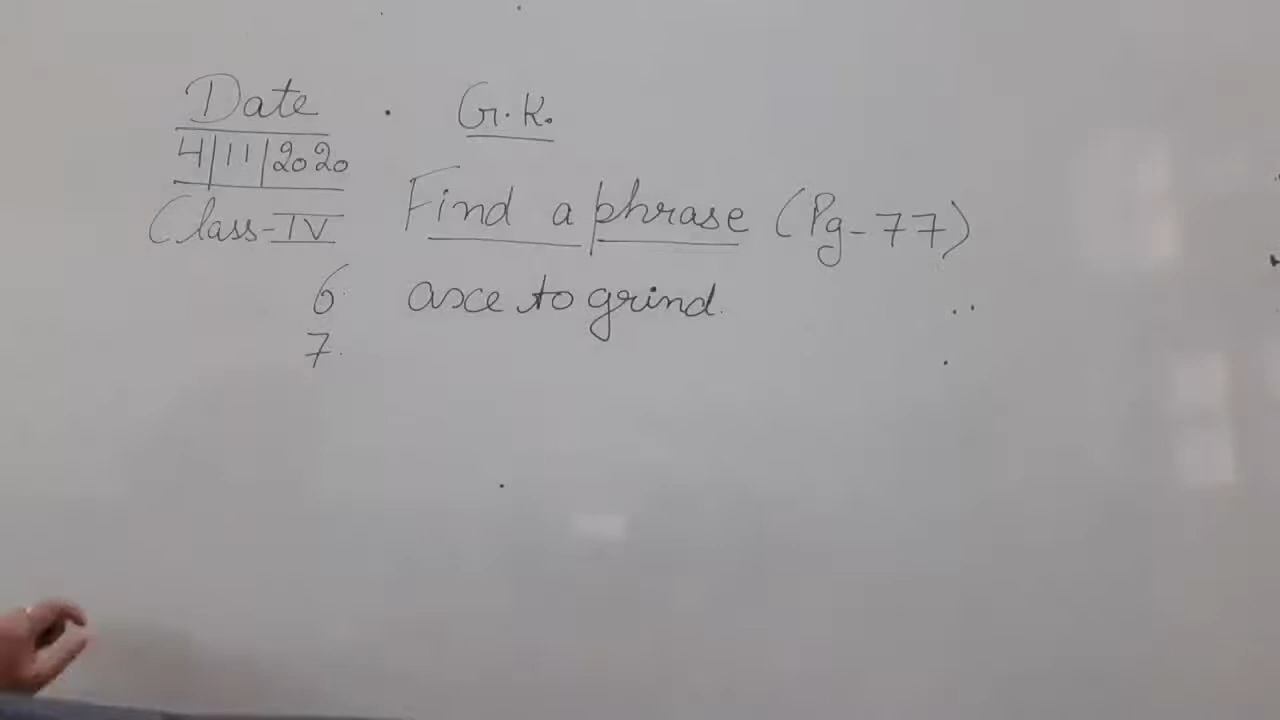 Date
G.K.
4/11/2020
Class-IV
Find a phrase (Pg-77)
6. axe to grind.
7.